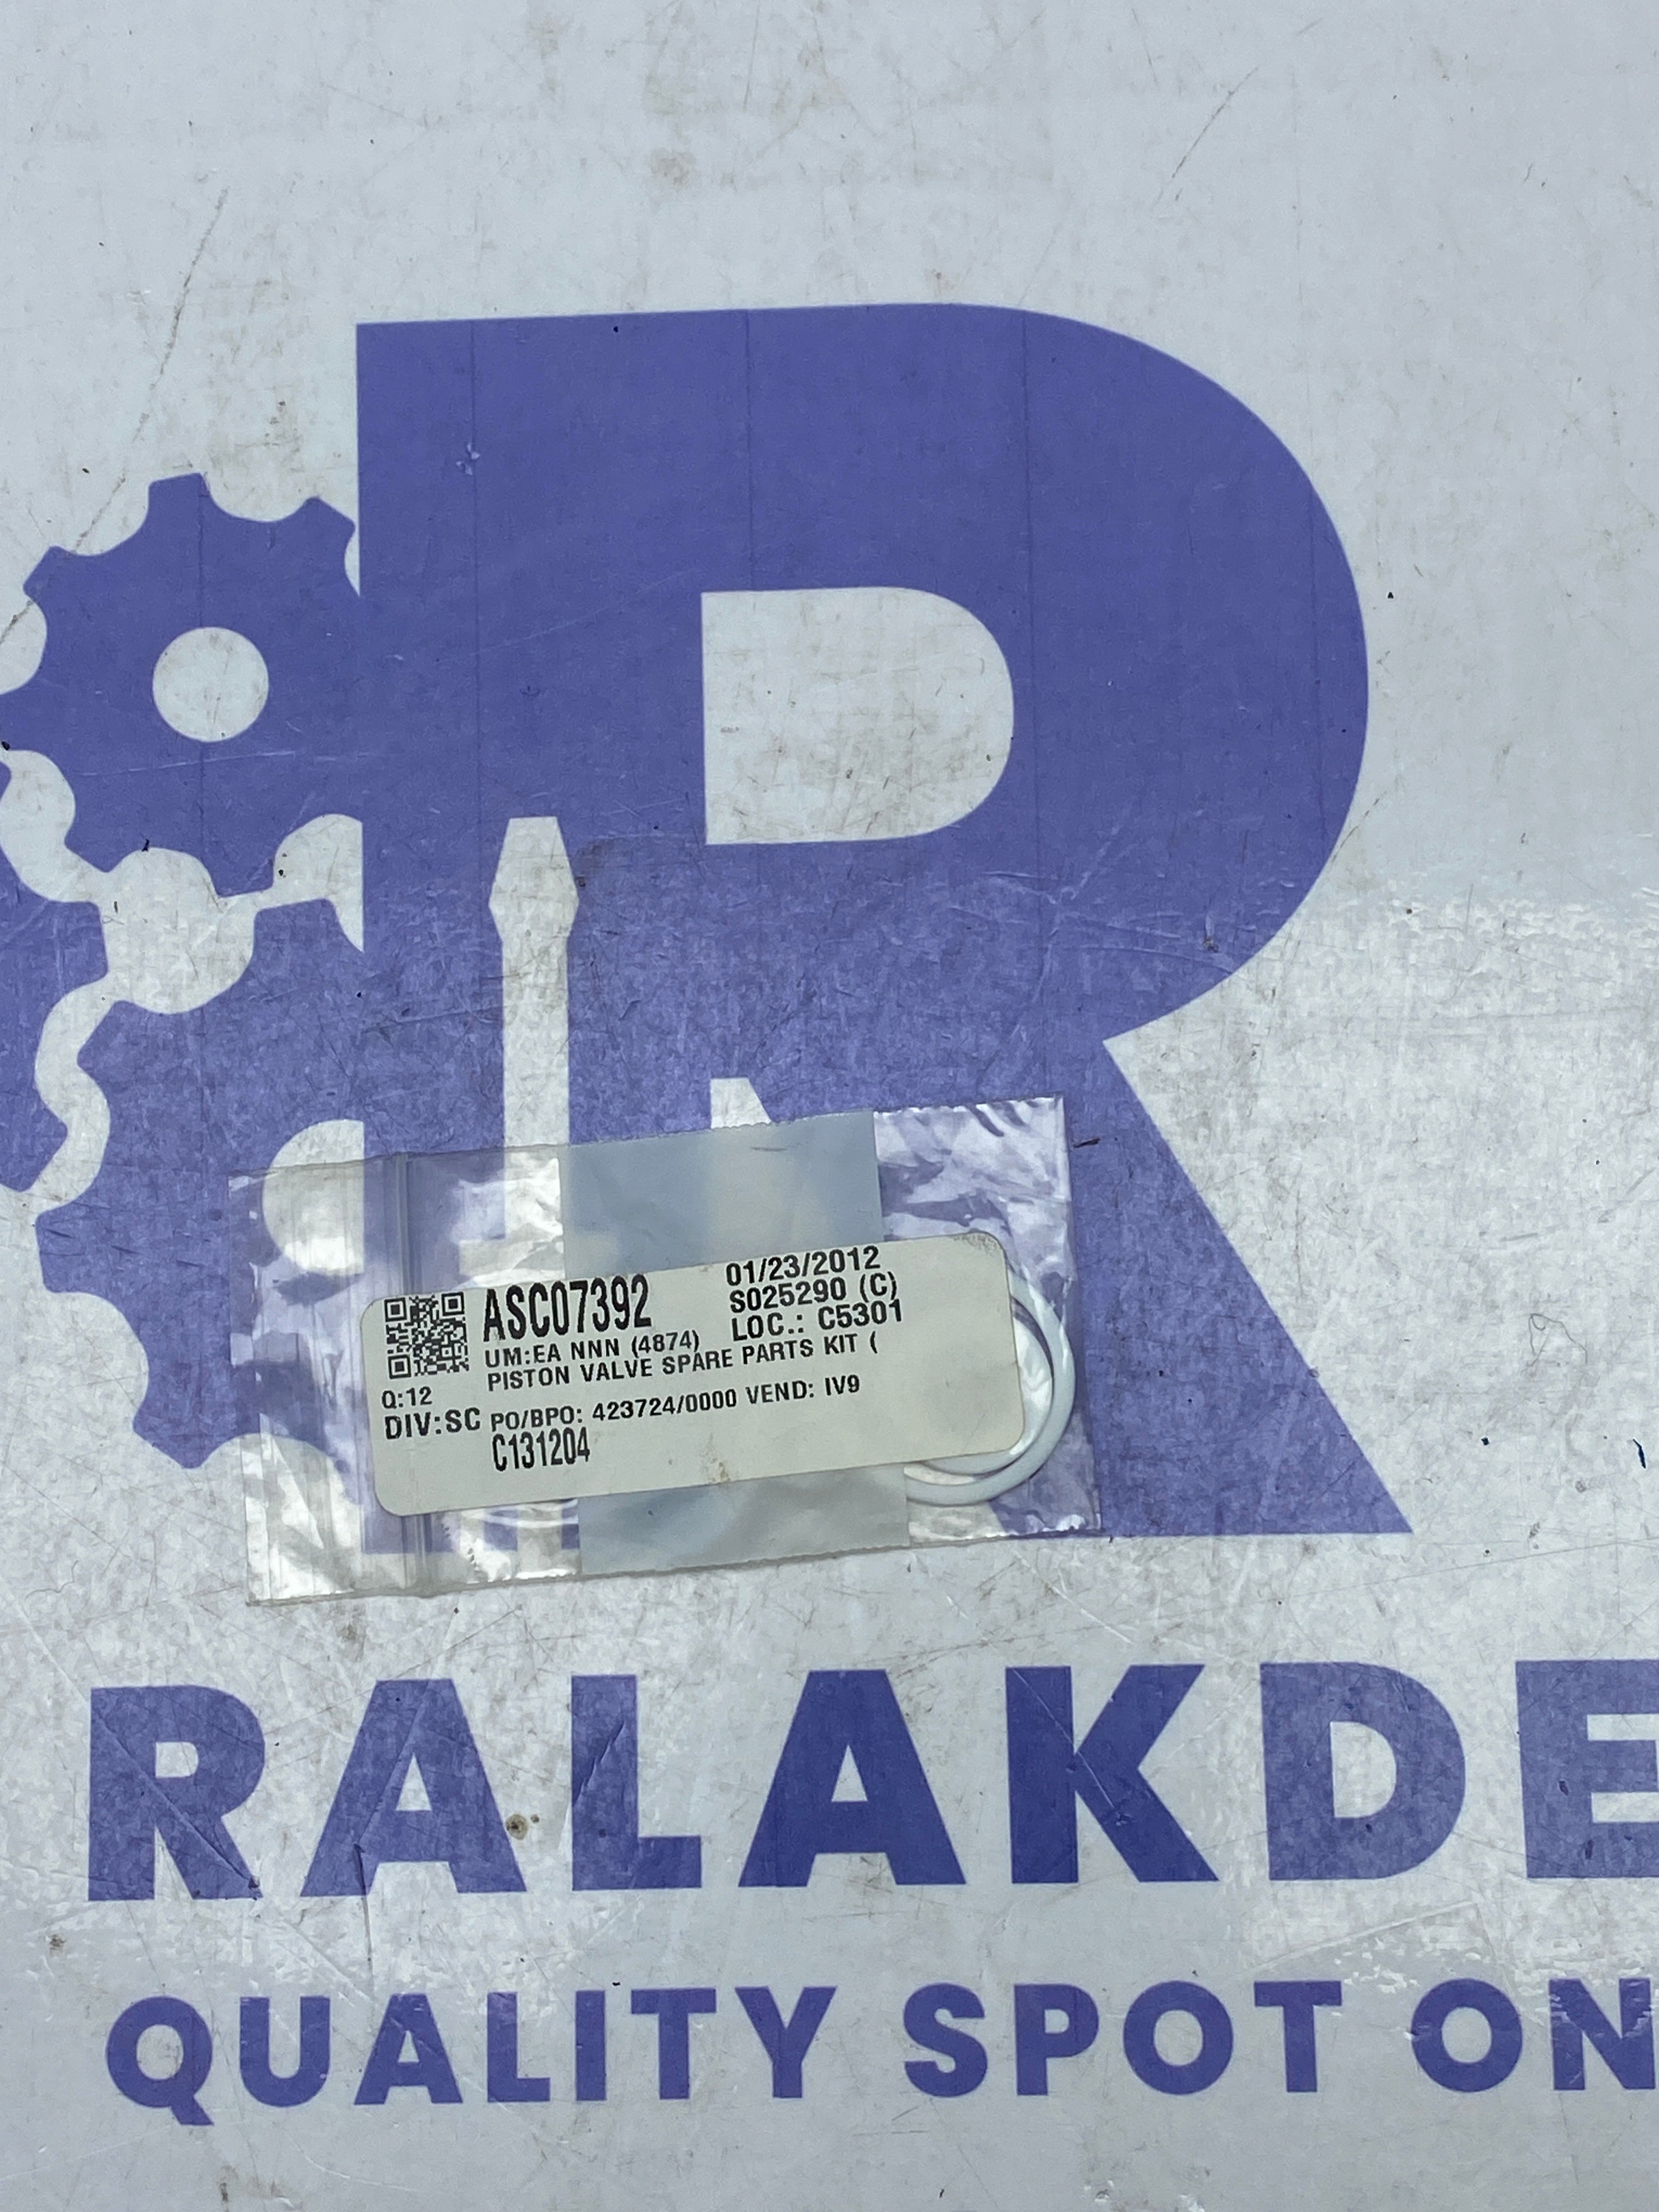 ASC07392
01/23/2012
S025290 (C)
LOC.: C5301
UM:EA NNN (4874)
PISTON VALVE SPARE PARTS KIT (
Q:12
DIV:SC PO/BPO: 423724/0000 VEND: IV9
C131204
RALAKDE
QUALITY SPOT ON